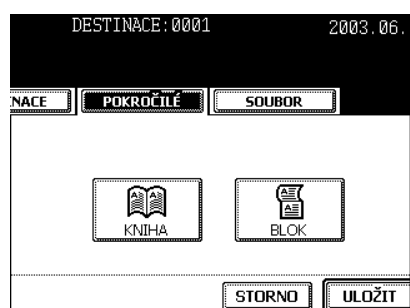 DESTINACE:0001 2003.06.
NACE POKROČILÉ SOUBOR
KNIHA BLOK
STORNO ULOŽIT